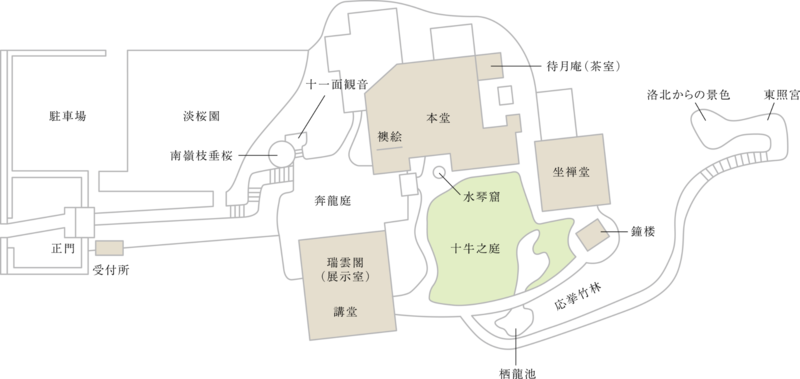 待月庵（茶室）
十一面観音
洛北からの景色
東照宮
駐車場
淡桜園
本堂
襖絵
南嶺枝垂桜
坐禅堂
水琴窟
奔龍庭
鐘楼
正門
受付所
十牛之庭
瑞雲閣
（展示室）
講堂
応挙竹林
栖龍池